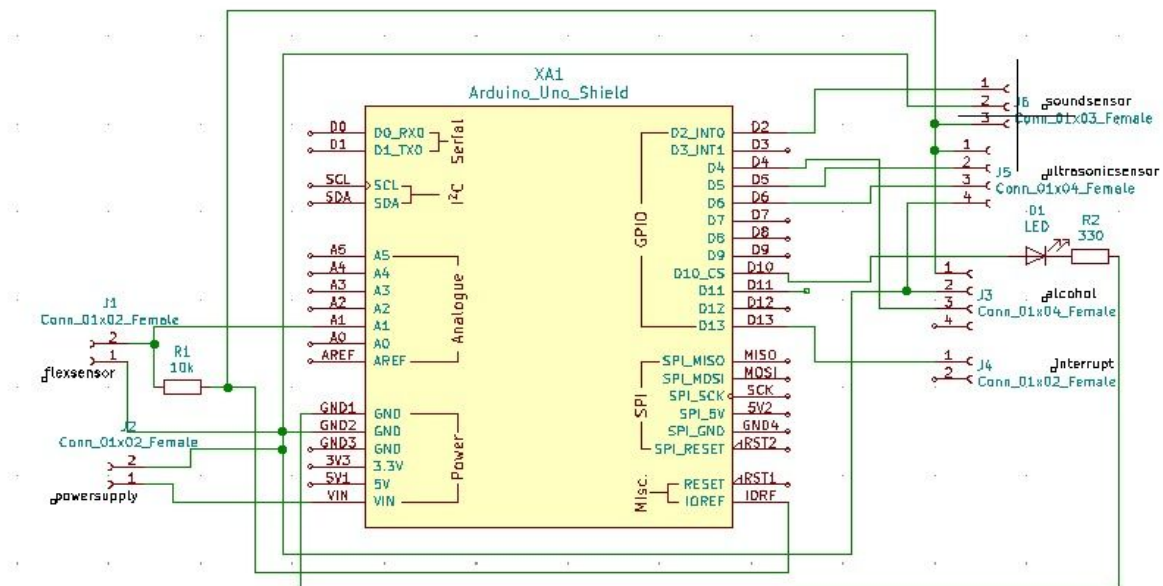 XA1
Arduino_Uno_Shield
D0
D0_RX0
D1
D1_TX0
Serial
SCL
SCL
SDA
SDA
I²C
A5
A5
A4
A4
A3
A3
A2
A2
A1
A1
A0
A0
AREF
AREF
Analogue
GND1
GND
GND2
GND
GND3
GND
3V3
3.3V
5V1
5V
VIN
VIN
Power
D2_INT0
D2
D3_INT1
D3
D4
D4
D5
D5
D6
D6
D7
D7
D8
D8
D9
D9
D10_CS
D10
D11
D11
D12
D12
D13
D13
GPIO
SPI_MISO
MISO
SPI_MOSI
MOSI
SPI_SCK
SCK
SPI_5V
5V2
SPI_GND
GND4
SPI_RESET
RST2
SPI
RESET
RST1
IOREF
IORF
Misc.
J1
Conn_01x02_Female
2
1
flexsensor
R1
10k
J2
Conn_01x02_Female
2
1
powersupply
1
2
3
J6
soundsensor
Conn_01x03_Female
1
2
3
4
J5
ultrasonicsensor
Conn_01x04_Female
D1
LED
R2
330
1
2
3
4
J3
alcohol
Conn_01x04_Female
1
2
J4
Interrupt
Conn_01x02_Female